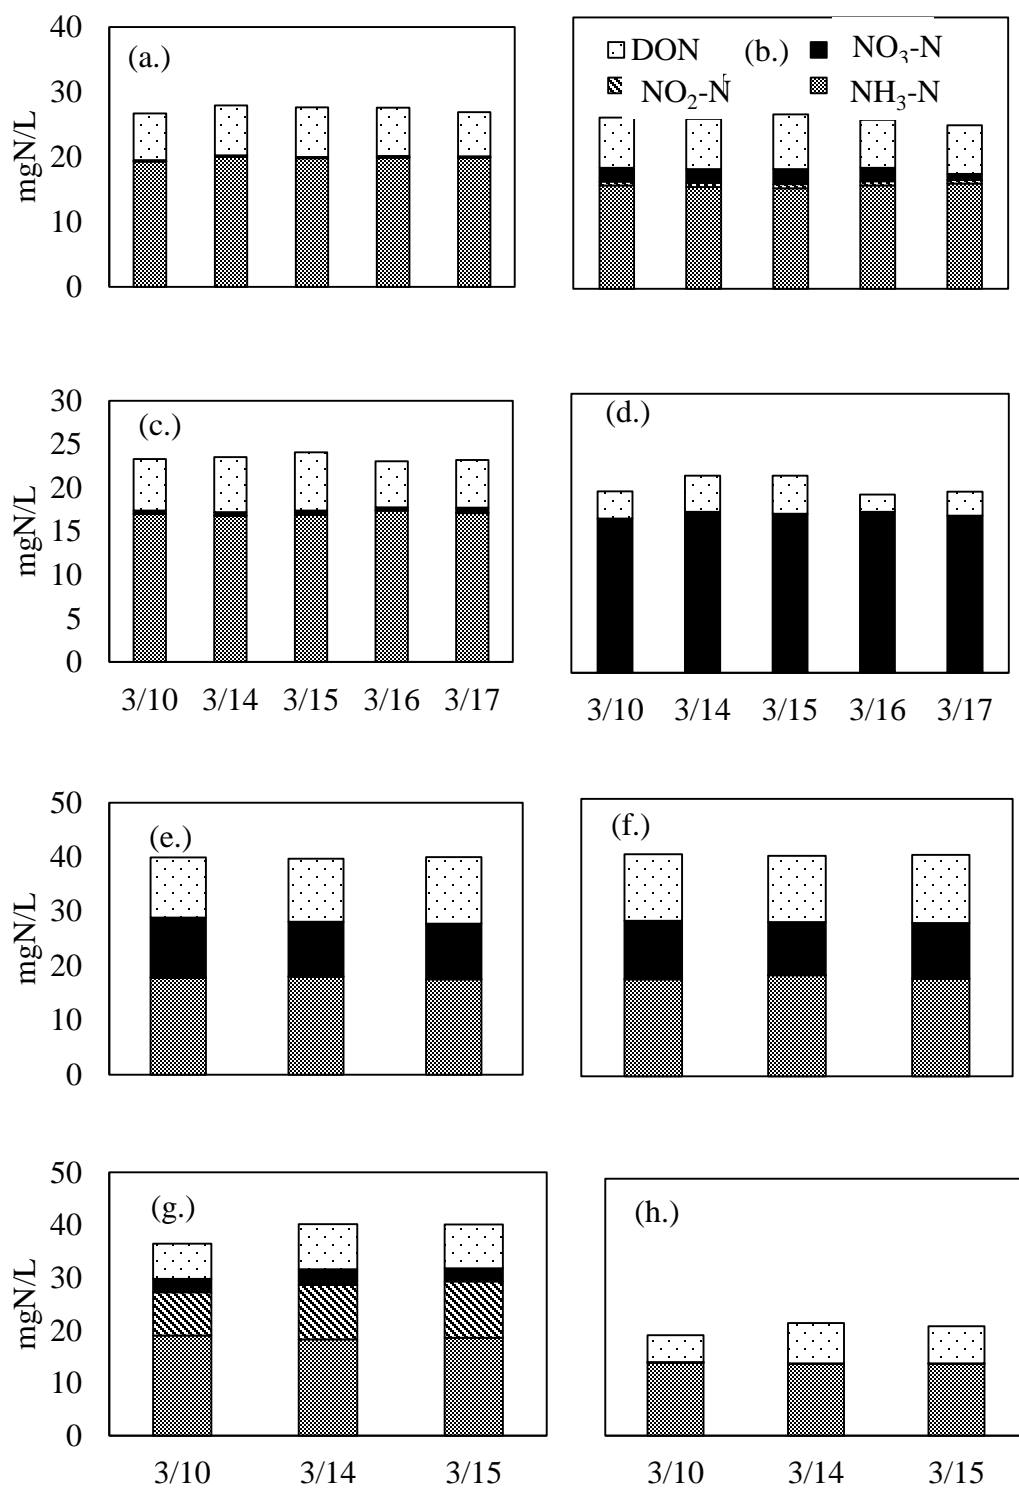 40
30
20
10
0
mgN/L
(a.)
DON (b.) NO₃-N
NO₂-N NH₃-N
30
25
20
15
10
5
0
mgN/L
(c.)
(d.)
3/10 3/14 3/15 3/16 3/17
3/10 3/14 3/15 3/16 3/17
50
40
30
20
10
0
mgN/L
(e.)
(f.)
50
40
30
20
10
0
mgN/L
(g.)
(h.)
3/10 3/14 3/15
3/10 3/14 3/15